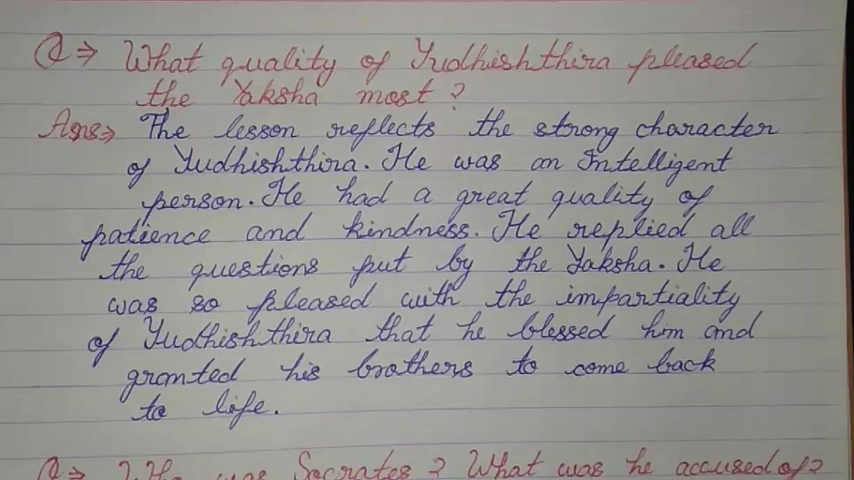 Q ⇒ What quality of Yudhishthira pleased
the Yaksha most ?
Ans ⇒ The lesson reflects the strong character
of Yudhishthira. He was an Intelligent
person. He had a great quality of
patience and kindness. He replied all
the questions put by the Yaksha. He
was so pleased with the impartiality
of Yudhishthira that he blessed him and
granted his brothers to come back
to life.
Q ⇒ Who was Socrates ? What was he accused of ?